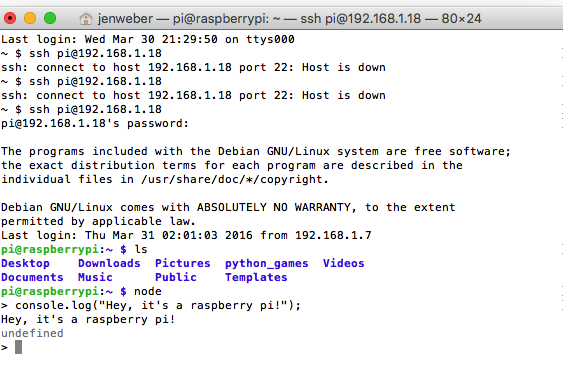 jenweber — pi@raspberrypi: ~ — ssh pi@192.168.1.18 — 80×24
Last login: Wed Mar 30 21:29:50 on ttys000
~ $ ssh pi@192.168.1.18
ssh: connect to host 192.168.1.18 port 22: Host is down
~ $ ssh pi@192.168.1.18
ssh: connect to host 192.168.1.18 port 22: Host is down
~ $ ssh pi@192.168.1.18
pi@192.168.1.18's password:

The programs included with the Debian GNU/Linux system are free software;
the exact distribution terms for each program are described in the
individual files in /usr/share/doc/*/copyright.

Debian GNU/Linux comes with ABSOLUTELY NO WARRANTY, to the extent
permitted by applicable law.
Last login: Thu Mar 31 02:01:03 2016 from 192.168.1.7
pi@raspberrypi:~ $ ls
Desktop    Downloads  Pictures  python_games  Videos
Documents  Music      Public    Templates
pi@raspberrypi:~ $ node
> console.log("Hey, it's a raspberry pi!");
Hey, it's a raspberry pi!
undefined
>